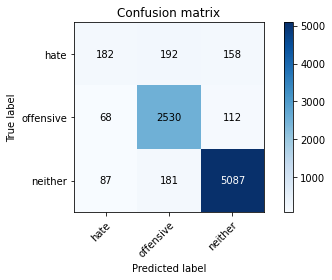 Confusion matrix
hate 182 192 158
offensive 68 2530 112
neither 87 181 5087
hate offensive neither
True label
Predicted label
5000
4000
3000
2000
1000